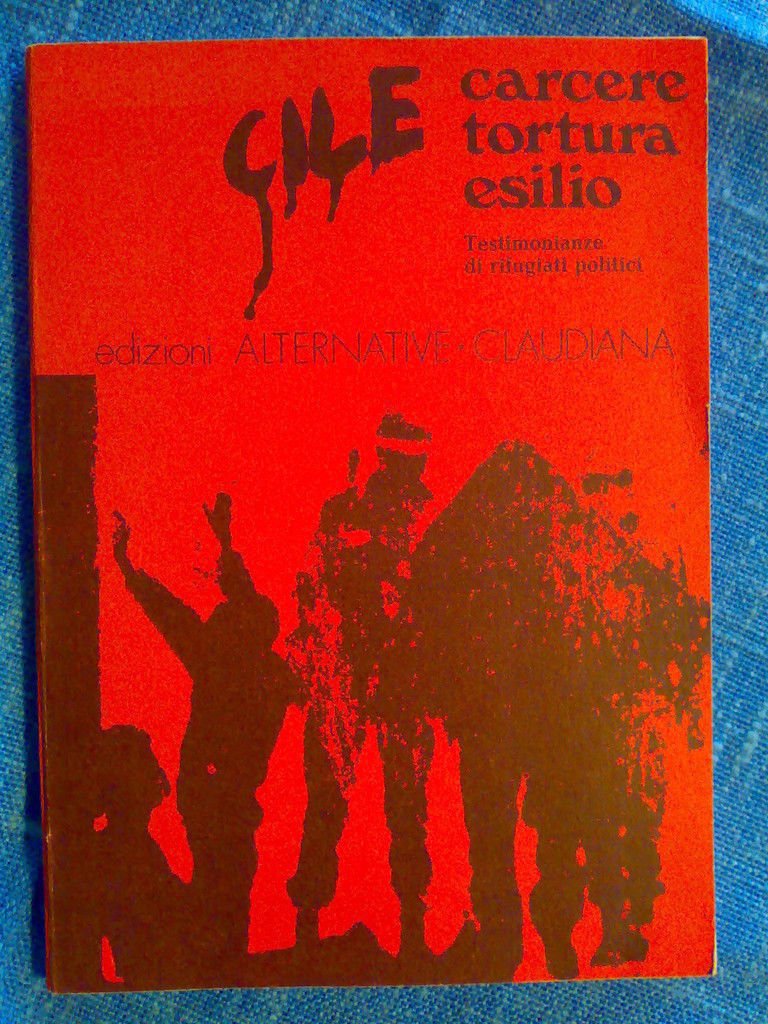 CILE
carcere
tortura
esilio
Testimonianze
di rifugiati politici
edizioni ALTERNATIVE · CLAUDIANA